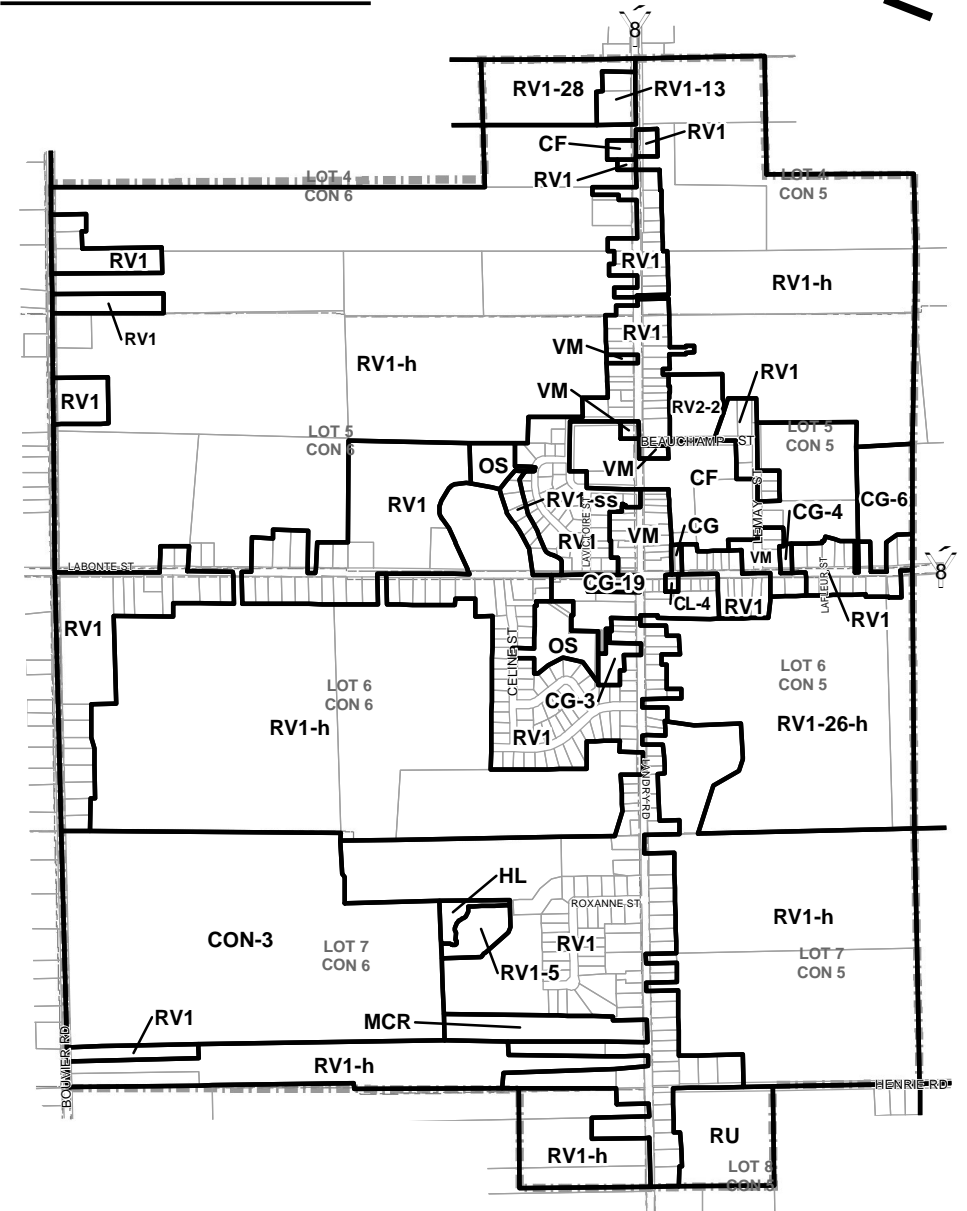 8
RV1-28
RV1-13
RV1
CF
RV1
LOT 4
CON 6
LOT 4
CON 5
RV1
RV1
RV1-h
RV1
RV1
VM
RV1-h
RV1
VM
RV1
RV2-2
LOT 5
CON 6
BEAUCHAMP ST
LOT 5
CON 5
OS
VM
CF
RV1
RV1-ss
LAVICTOIRE ST
LEMAY ST
CG-6
CG-4
CG
VM
RV1
VM
LABONTE ST
CG-19
LAFLEUR ST
8
CL-4
RV1
RV1
RV1
CELINE ST
OS
LOT 6
CON 6
LOT 6
CON 5
CG-3
RV1-h
RV1
RV1-26-h
LANDRY RD
HL
ROXANNE ST
RV1-h
CON-3
LOT 7
CON 6
RV1
LOT 7
CON 5
RV1-5
RV1
MCR
BOUVIER RD
RV1-h
HENRIE RD
RU
RV1-h
LOT 8
CON 5